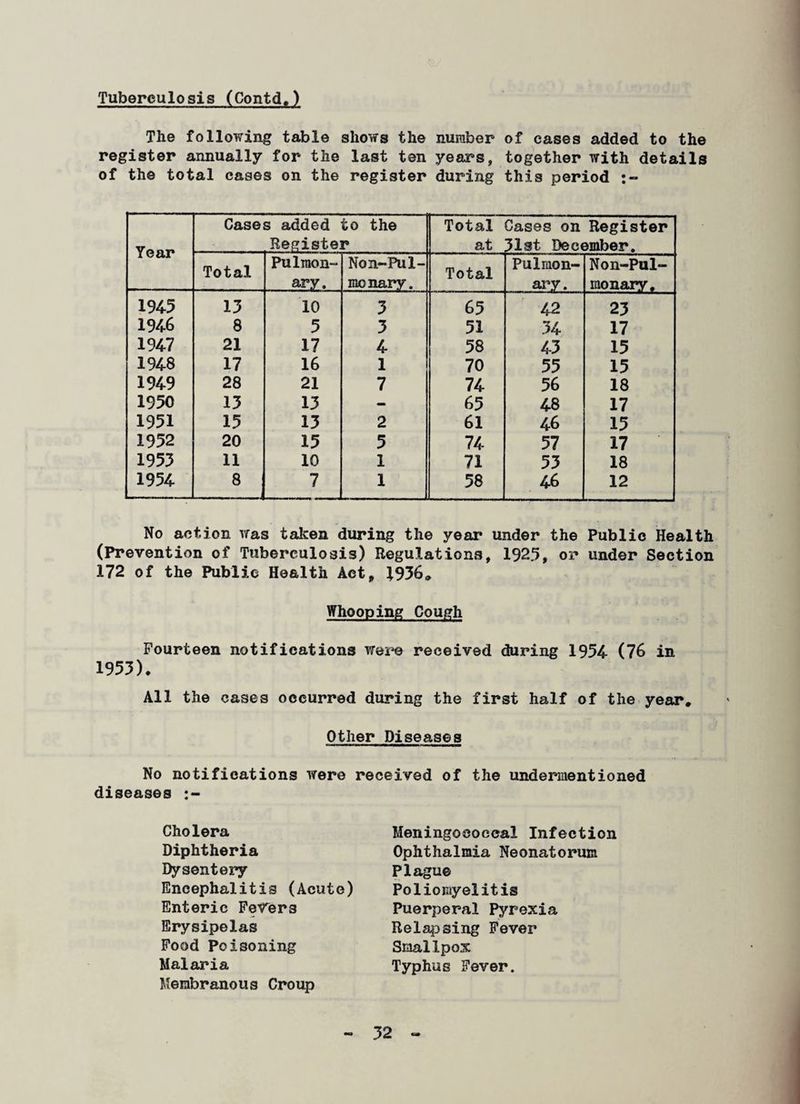 Tuberculosis (Contd.)
The following table shows the number of cases added to the
register annually for the last ten years, together with details
of the total cases on the register during this period :-
Year | Cases added to the Register | Total Cases on Register at 31st December.
Total | Pulmon-ary. | Non-Pul-monary. | Total | Pulmon-ary. | Non-Pul-monary.
1945 13 10 3 65 42 23
1946 8 5 3 51 34 17
1947 21 17 4 58 43 15
1948 17 16 1 70 55 15
1949 28 21 7 74 56 18
1950 13 13 - 65 48 17
1951 15 13 2 61 46 15
1952 20 15 5 74 57 17
1953 11 10 1 71 53 18
1954 8 7 1 58 46 12
No action was taken during the year under the Public Health
(Prevention of Tuberculosis) Regulations, 1925, or under Section
172 of the Public Health Act, 1936.
Whooping Cough
Fourteen notifications were received during 1954 (76 in
1953).
All the cases occurred during the first half of the year.
Other Diseases
No notifications were received of the undermentioned
diseases :-
Cholera
Diphtheria
Dysentery
Encephalitis (Acute)
Enteric Fevers
Erysipelas
Food Poisoning
Malaria
Membranous Croup
Meningococcal Infection
Ophthalmia Neonatorum
Plague
Poliomyelitis
Puerperal Pyrexia
Relapsing Fever
Smallpox
Typhus Fever.
- 32 -